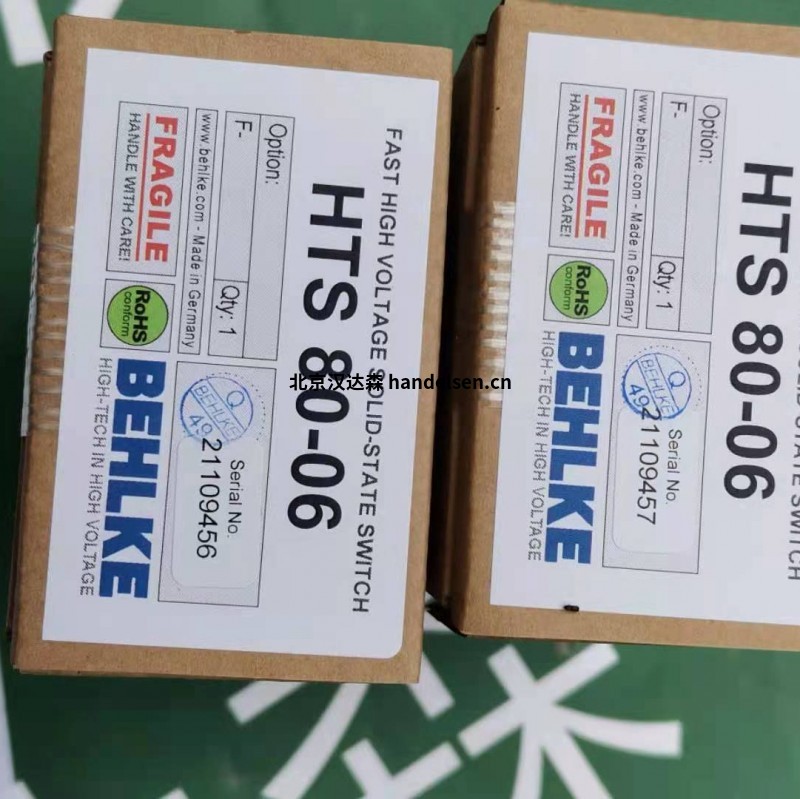 FAST HIGH VOLTAGE SOLID-STATE SWITCH
HTS 80-06
Option:
F-
Qty: 1
Serial No.
21109456
Q
BEHLKE
49
www.behlke.com - Made in Germany
FRAGILE
HANDLE WITH CARE!
RoHS
conform
BEHLKE
HIGH-TECH IN HIGH VOLTAGE
STATE SWITCH
HTS 80-06
Option:
F-
Qty: 1
Serial No.
21109457
Q
BEHLKE
49
www.behlke.com - Made in Germany
FRAGILE
HANDLE WITH CARE!
RoHS
conform
BEHLKE
HIGH-TECH IN HIGH VOLTAGE
北京汉达森 handelsen.cn